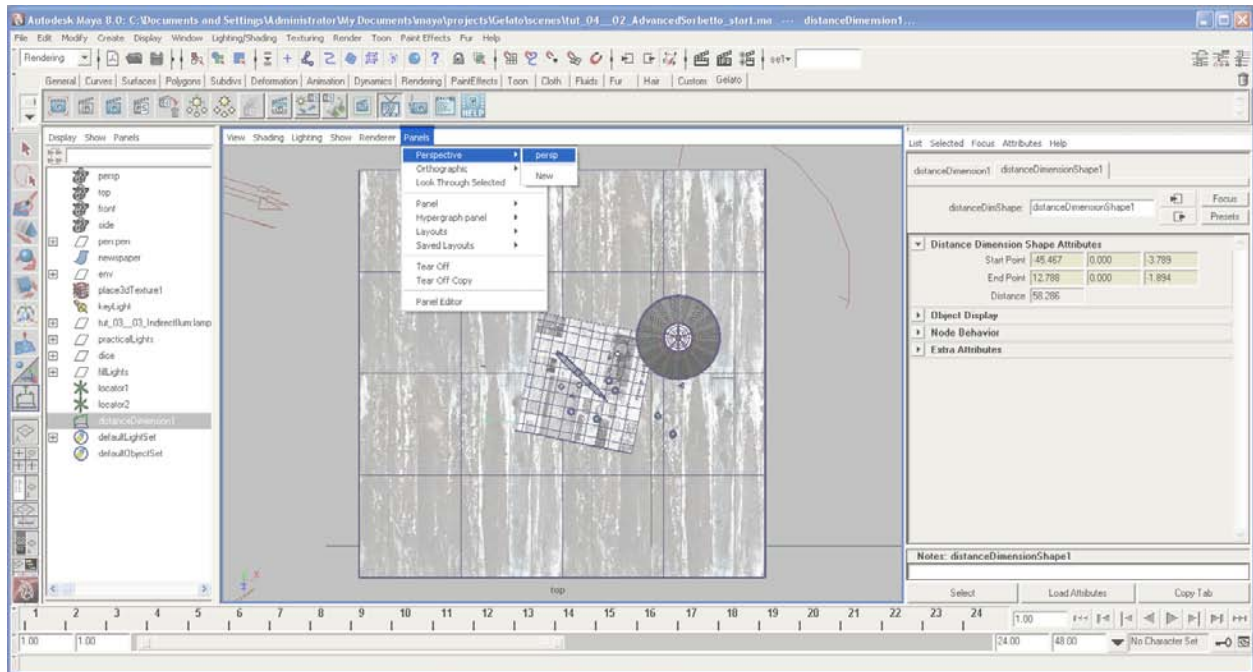 Autodesk Maya 8.0: C:\Documents and Settings\Administrator\My Documents\maya\projects\Gelato\scenes\tut_04__02_AdvancedSorbetto_start.ma --- distanceDimension1...
File Edit Modify Create Display Window Lighting/Shading Texturing Render Toon Paint Effects Fur Help
Rendering
sel▾
General Curves Surfaces Polygons Subdivs Deformation Animation Dynamics Rendering PaintEffects Toon Cloth Fluids Fur Hair Custom Gelato
Display Show Panels
persp
top
front
side
pen:pen
newspaper
env
place3dTexture1
keyLight
tut_03__03_IndirectIllum:lamp
practicalLights
dice
fillLights
locator1
locator2
distanceDimension1
defaultLightSet
defaultObjectSet
View Shading Lighting Show Renderer Panels
Perspective
persp
Orthographic
New
Look Through Selected
Panel
Hypergraph panel
Layouts
Saved Layouts
Tear Off
Tear Off Copy
Panel Editor
top
List Selected Focus Attributes Help
distanceDimension1 distanceDimensionShape1
distanceDimShape: distanceDimensionShape1
Focus
Presets
Distance Dimension Shape Attributes
Start Point -45.467 0.000 -3.789
End Point 12.788 0.000 -1.894
Distance 58.286
Object Display
Node Behavior
Extra Attributes
Notes: distanceDimensionShape1
Select Load Attributes Copy Tab
1 2 3 4 5 6 7 8 9 10 11 12 13 14 15 16 17 18 19 20 21 22 23 24
1.00
1.00 1.00 24.00 48.00 No Character Set